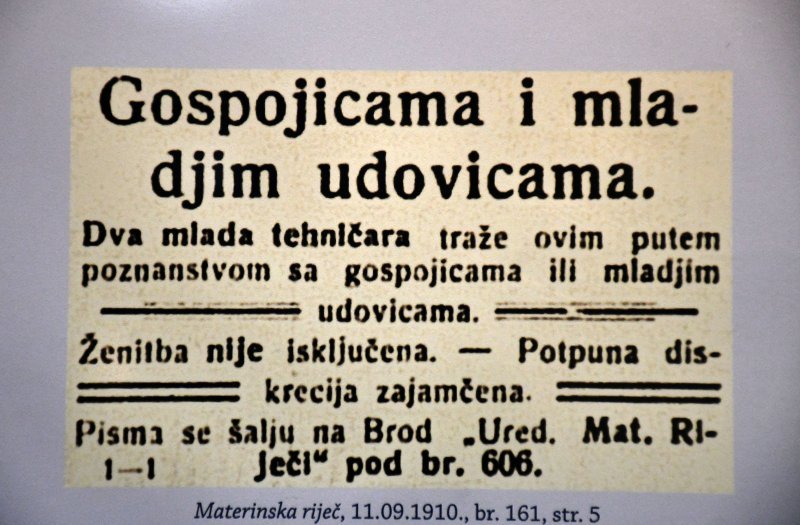 Gospojicama i mla-
djim udovicama.
Dva mlada tehničara traže ovim putem
poznanstvom sa gospojicama ili mladjim
udovicama.
Ženitba nije isključena. — Potpuna dis-
krecija zajamčena.
Pisma se šalju na Brod „Ured. Mat. Ri-
1—1 ječi“ pod br. 606.
Materinska riječ, 11.09.1910., br. 161, str. 5